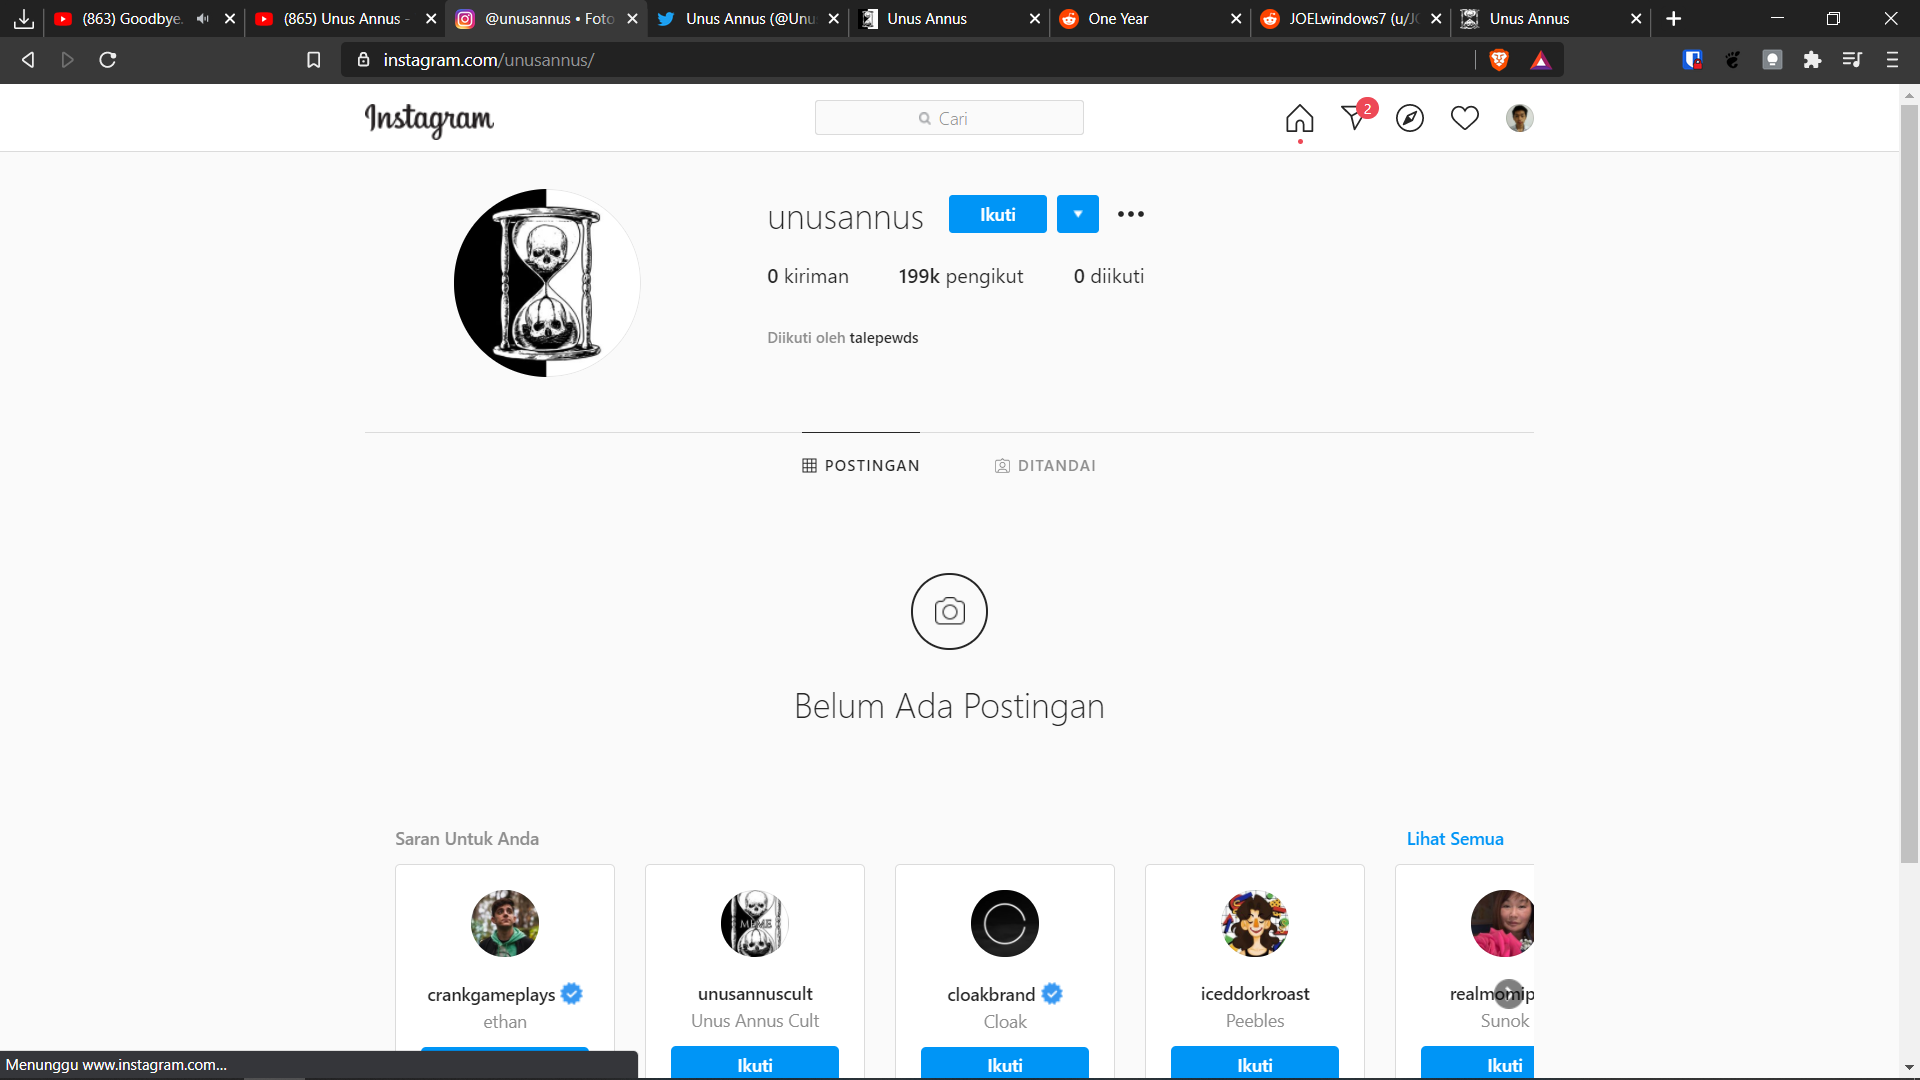 (863) Goodbye.
(865) Unus Annus -
@unusannus • Foto
Unus Annus (@Unu
Unus Annus
One Year
JOELwindows7 (u/JO
Unus Annus
instagram.com/unusannus/
Instagram
Cari
2
unusannus
Ikuti
0 kiriman
199k pengikut
0 diikuti
Diikuti oleh talepewds
POSTINGAN
DITANDAI
Belum Ada Postingan
Saran Untuk Anda
Lihat Semua
crankgameplays
ethan
MEME
unusannuscult
Unus Annus Cult
Ikuti
cloakbrand
Cloak
Ikuti
iceddorkroast
Peebles
Ikuti
realmomip
Sunok
Ikuti
Menunggu www.instagram.com...